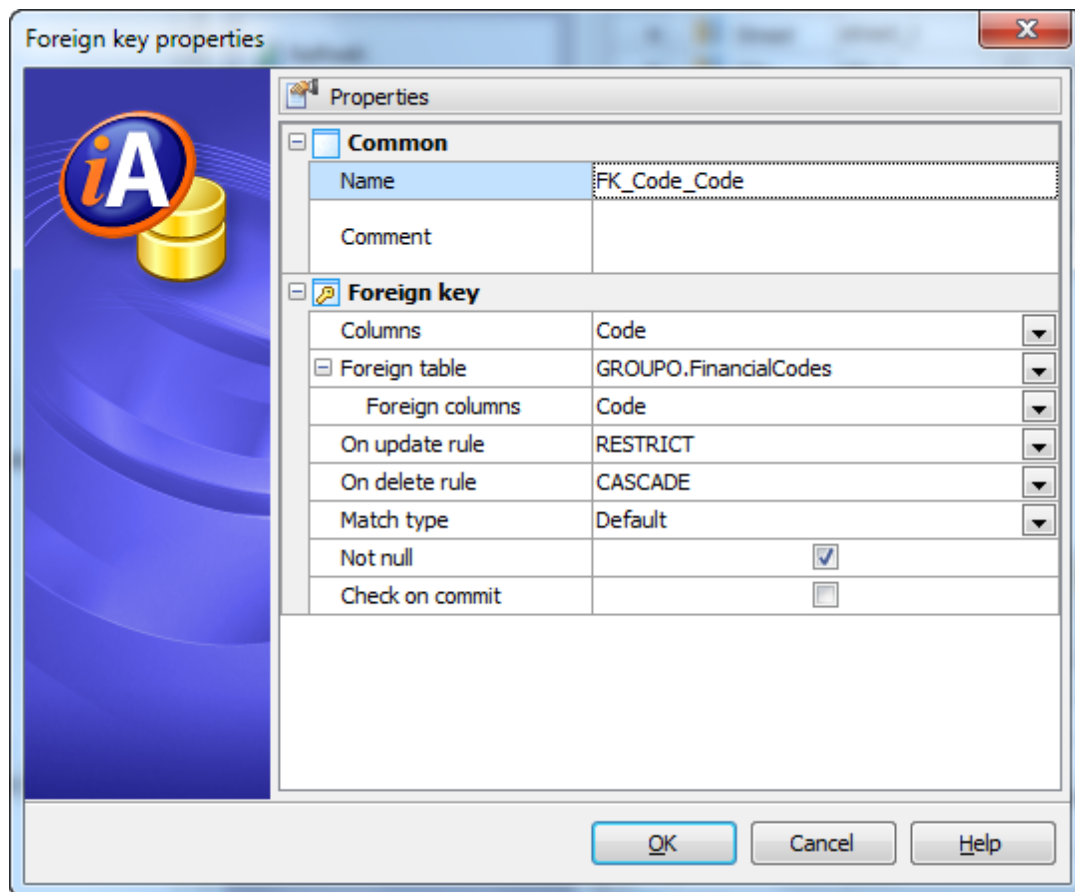 Foreign key properties
Properties
iA
Common
Name FK_Code_Code
Comment
Foreign key
Columns Code
Foreign table GROUPO.FinancialCodes
Foreign columns Code
On update rule RESTRICT
On delete rule CASCADE
Match type Default
Not null
Check on commit
OK Cancel Help